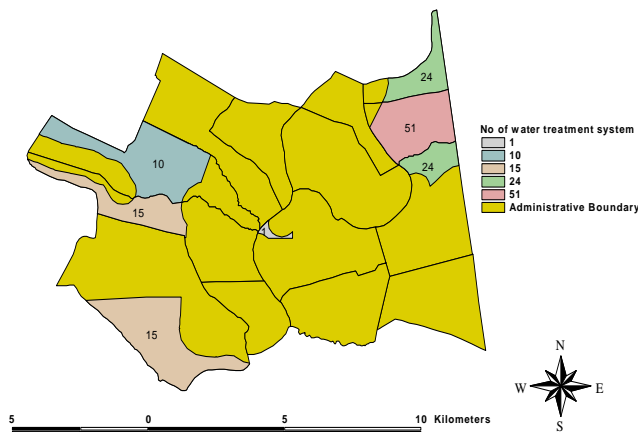 24
51
24
10
15
1
15
No of water treatment system
1
10
15
24
51
Administrative Boundary
N
W E
S
5 0 5 10 Kilometers